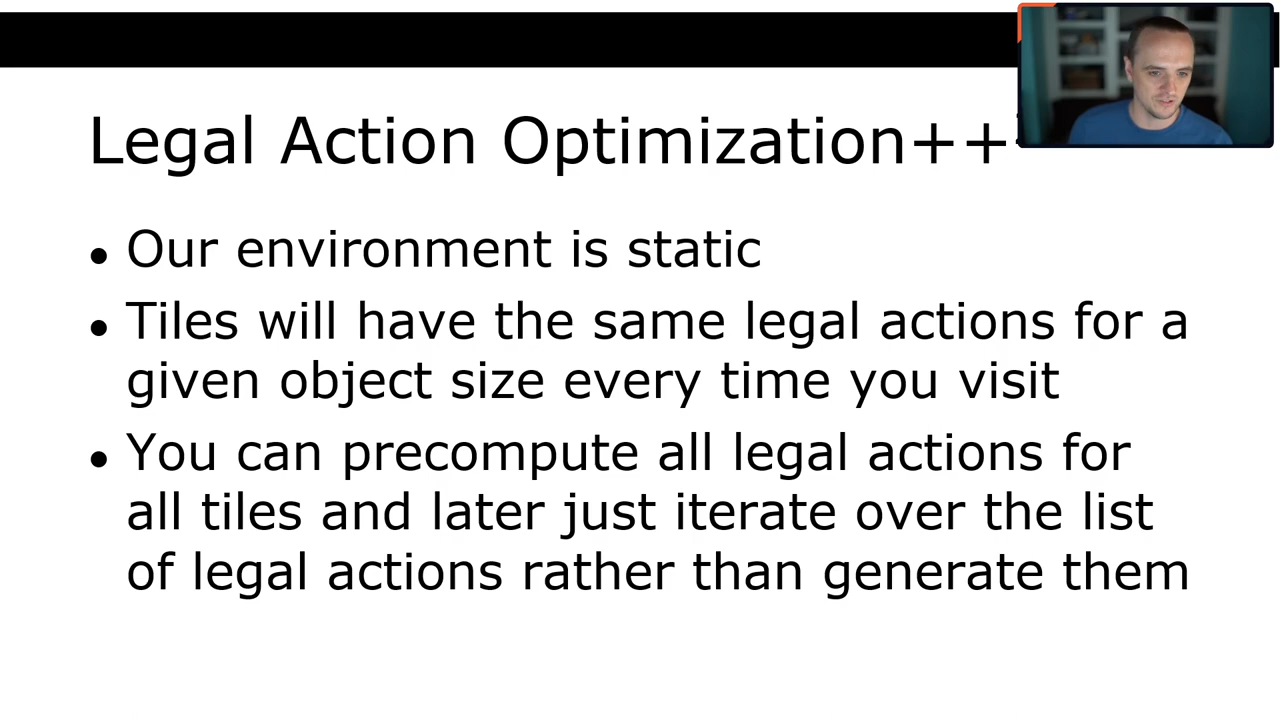 Legal Action Optimization++
• Our environment is static
• Tiles will have the same legal actions for a
given object size every time you visit
• You can precompute all legal actions for
all tiles and later just iterate over the list
of legal actions rather than generate them